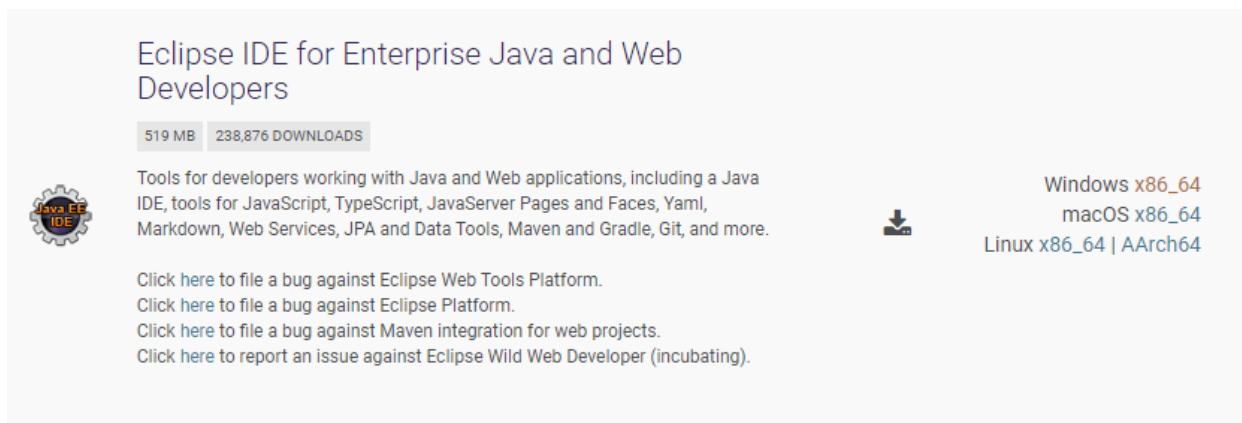 Eclipse IDE for Enterprise Java and Web
Developers
519 MB 238,876 DOWNLOADS
Java EE
IDE
Tools for developers working with Java and Web applications, including a Java
IDE, tools for JavaScript, TypeScript, JavaServer Pages and Faces, Yaml,
Markdown, Web Services, JPA and Data Tools, Maven and Gradle, Git, and more.
Click here to file a bug against Eclipse Web Tools Platform.
Click here to file a bug against Eclipse Platform.
Click here to file a bug against Maven integration for web projects.
Click here to report an issue against Eclipse Wild Web Developer (incubating).
Windows x86_64
macOS x86_64
Linux x86_64 | AArch64